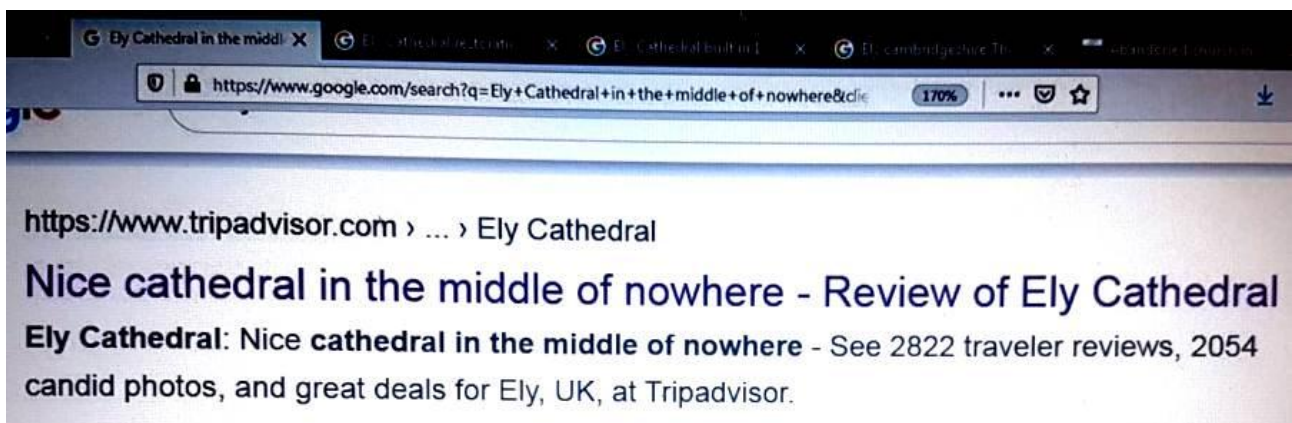 Ely Cathedral in the middl
https://www.google.com/search?q=Ely+Cathedral+in+the+middle+of+nowhere&clie 170%
https://www.tripadvisor.com › ... › Ely Cathedral
Nice cathedral in the middle of nowhere - Review of Ely Cathedral
Ely Cathedral: Nice cathedral in the middle of nowhere - See 2822 traveler reviews, 2054
candid photos, and great deals for Ely, UK, at Tripadvisor.